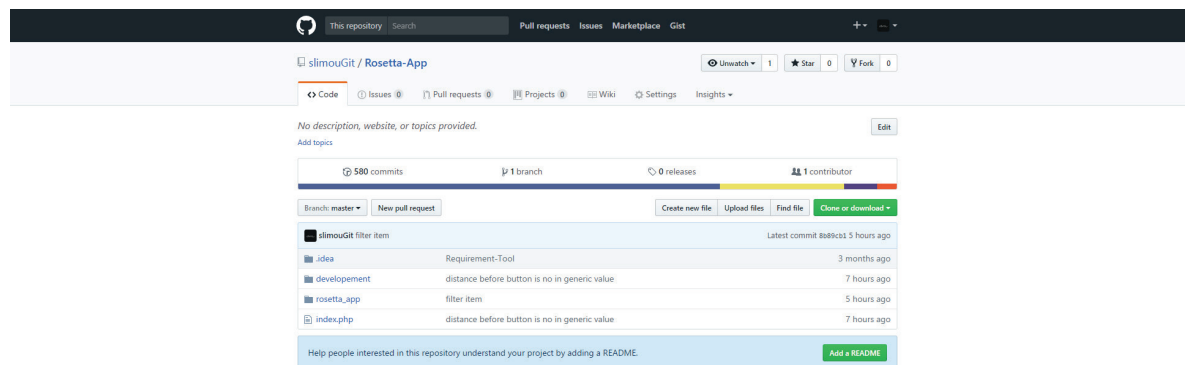 This repository Search Pull requests Issues Marketplace Gist
slimouGit / Rosetta-App Unwatch 1 Star 0 Fork 0
Code Issues 0 Pull requests 0 Projects 0 Wiki Settings Insights
No description, website, or topics provided. Edit
Add topics
580 commits 1 branch 0 releases 1 contributor
Branch: master New pull request Create new file Upload files Find file Clone or download
slimouGit filter item Latest commit 8b89cb1 5 hours ago
.idea Requirement-Tool 3 months ago
developement distance before button is no in generic value 7 hours ago
rosetta_app filter item 5 hours ago
index.php distance before button is no in generic value 7 hours ago
Help people interested in this repository understand your project by adding a README. Add a README